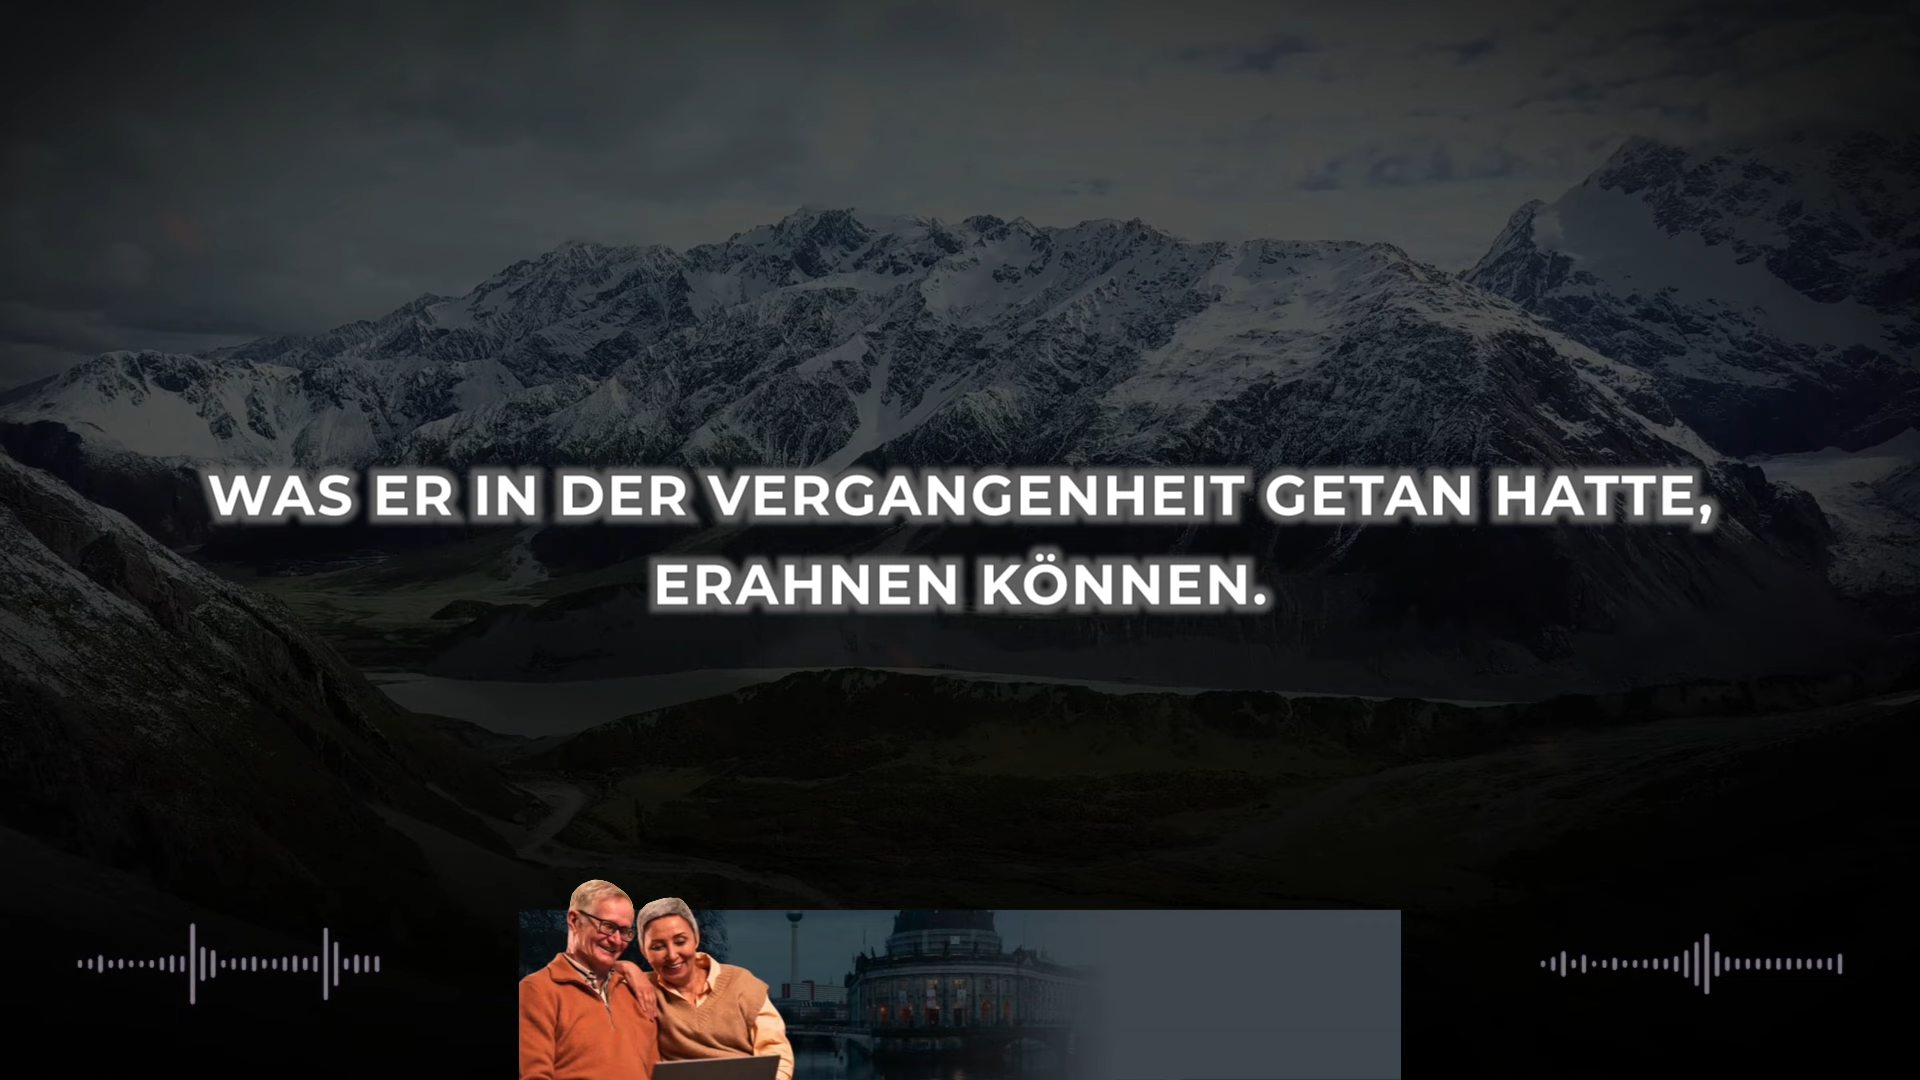 WAS ER IN DER VERGANGENHEIT GETAN HATTE,
ERAHNEN KÖNNEN.